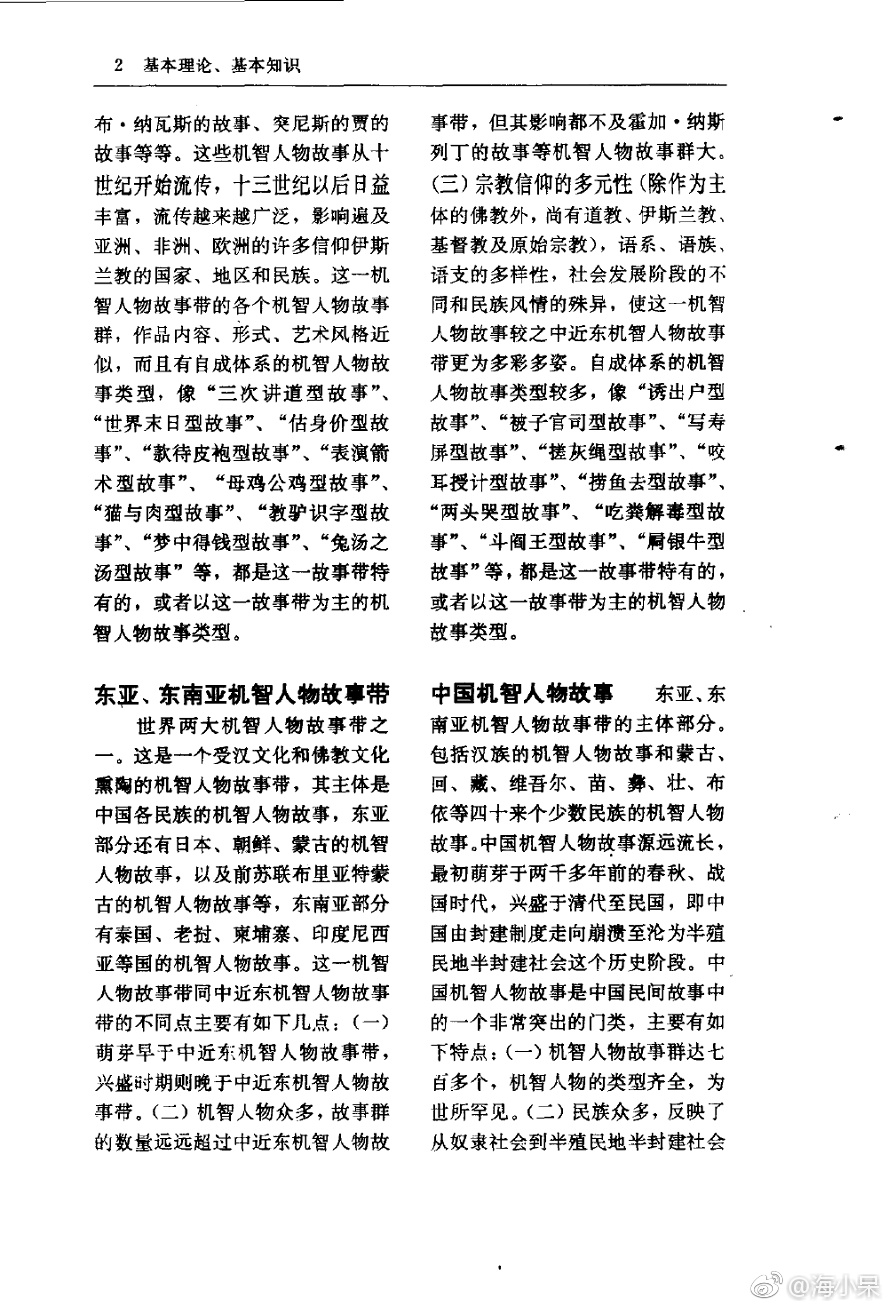 2 基本理论、基本知识
布·纳瓦斯的故事、突尼斯的贾的
故事等等。这些机智人物故事从十
世纪开始流传，十三世纪以后日益
丰富，流传越来越广泛，影响遍及
亚洲、非洲、欧洲的许多信仰伊斯
兰教的国家、地区和民族。这一机
智人物故事带的各个机智人物故事
群，作品内容、形式、艺术风格近
似，而且有自成体系的机智人物故
事类型，像“三次讲道型故事”、
“世界末日型故事”、“估身价型故
事”、“款待皮袍型故事”、“表演箭
术型故事”、“母鸡公鸡型故事”、
“猫与肉型故事”、“教驴识字型故
事”、“梦中得钱型故事”、“兔汤之
汤型故事”等，都是这一故事带特
有的，或者以这一故事带为主的机
智人物故事类型。
东亚、东南亚机智人物故事带
世界两大机智人物故事带之
一。这是一个受汉文化和佛教文化
熏陶的机智人物故事带，其主体是
中国各民族的机智人物故事，东亚
部分还有日本、朝鲜、蒙古的机智
人物故事，以及前苏联布里亚特蒙
古的机智人物故事等，东南亚部分
有泰国、老挝、柬埔寨、印度尼西
亚等国的机智人物故事。这一机智
人物故事带同中近东机智人物故事
带的不同点主要有如下几点：（一）
萌芽早于中近东机智人物故事带，
兴盛时期则晚于中近东机智人物故
事带。（二）机智人物众多，故事群
的数量远远超过中近东机智人物故
事带，但其影响都不及霍加·纳斯
列丁的故事等机智人物故事群大。
（三）宗教信仰的多元性（除作为主
体的佛教外，尚有道教、伊斯兰教、
基督教及原始宗教），语系、语族、
语支的多样性，社会发展阶段的不
同和民族风情的殊异，使这一机智
人物故事较之中近东机智人物故事
带更为多彩多姿。自成体系的机智
人物故事类型较多，像“诱出户型
故事”、“被子官司型故事”、“写寿
屏型故事”、“搓灰绳型故事”、“咬
耳授计型故事”、“捞鱼去型故事”、
“两头哭型故事”、“吃粪解毒型故
事”、“斗阎王型故事”、“屙银牛型
故事”等，都是这一故事带特有的，
或者以这一故事带为主的机智人物
故事类型。
中国机智人物故事 东亚、东
南亚机智人物故事带的主体部分。
包括汉族的机智人物故事和蒙古、
回、藏、维吾尔、苗、彝、壮、布
依等四十来个少数民族的机智人物
故事。中国机智人物故事源远流长，
最初萌芽于两千多年前的春秋、战
国时代，兴盛于清代至民国，即中
国由封建制度走向崩溃至沦为半殖
民地半封建社会这个历史阶段。中
国机智人物故事是中国民间故事中
的一个非常突出的门类，主要有如
下特点：（一）机智人物故事群达七
百多个，机智人物的类型齐全，为
世所罕见。（二）民族众多，反映了
从奴隶社会到半殖民地半封建社会
@海小呆